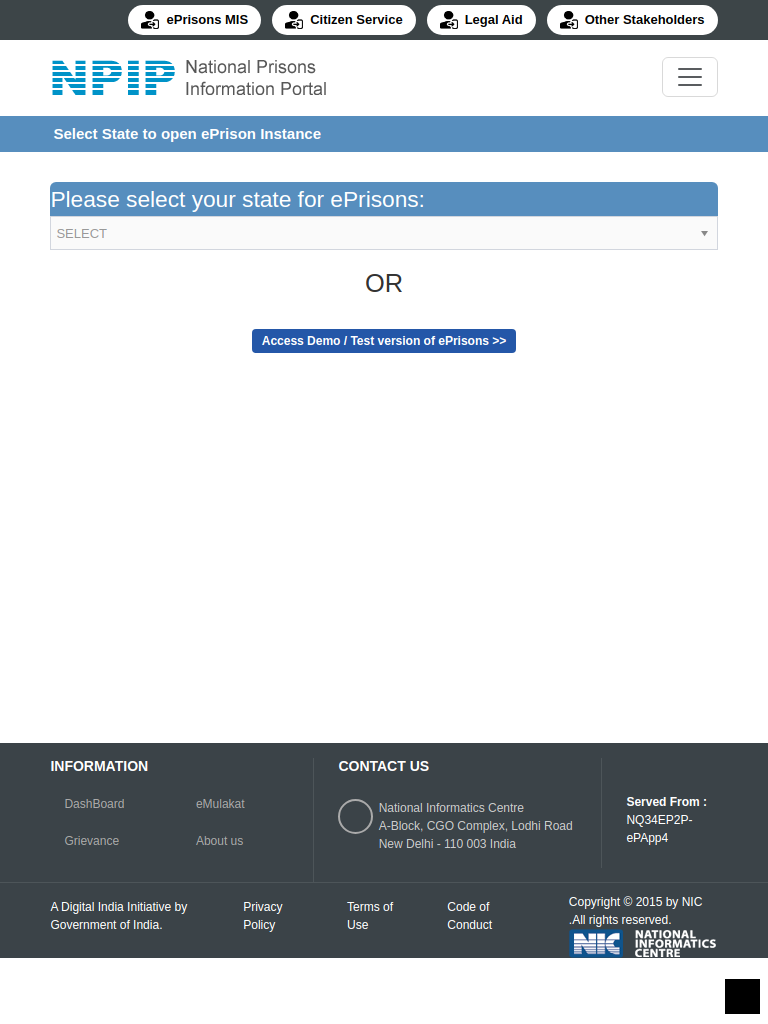 ePrisons MIS Citizen Service Legal Aid Other Stakeholders
NPIP National Prisons
Information Portal
Select State to open ePrison Instance
Please select your state for ePrisons:
SELECT
OR
Access Demo / Test version of ePrisons >>
INFORMATION
DashBoard eMulakat
Grievance About us
CONTACT US
National Informatics Centre
A-Block, CGO Complex, Lodhi Road
New Delhi - 110 003 India
Served From :
NQ34EP2P-
ePApp4
A Digital India Initiative by
Government of India.
Privacy
Policy
Terms of
Use
Code of
Conduct
Copyright © 2015 by NIC
.All rights reserved.
NIC NATIONAL
INFORMATICS
CENTRE